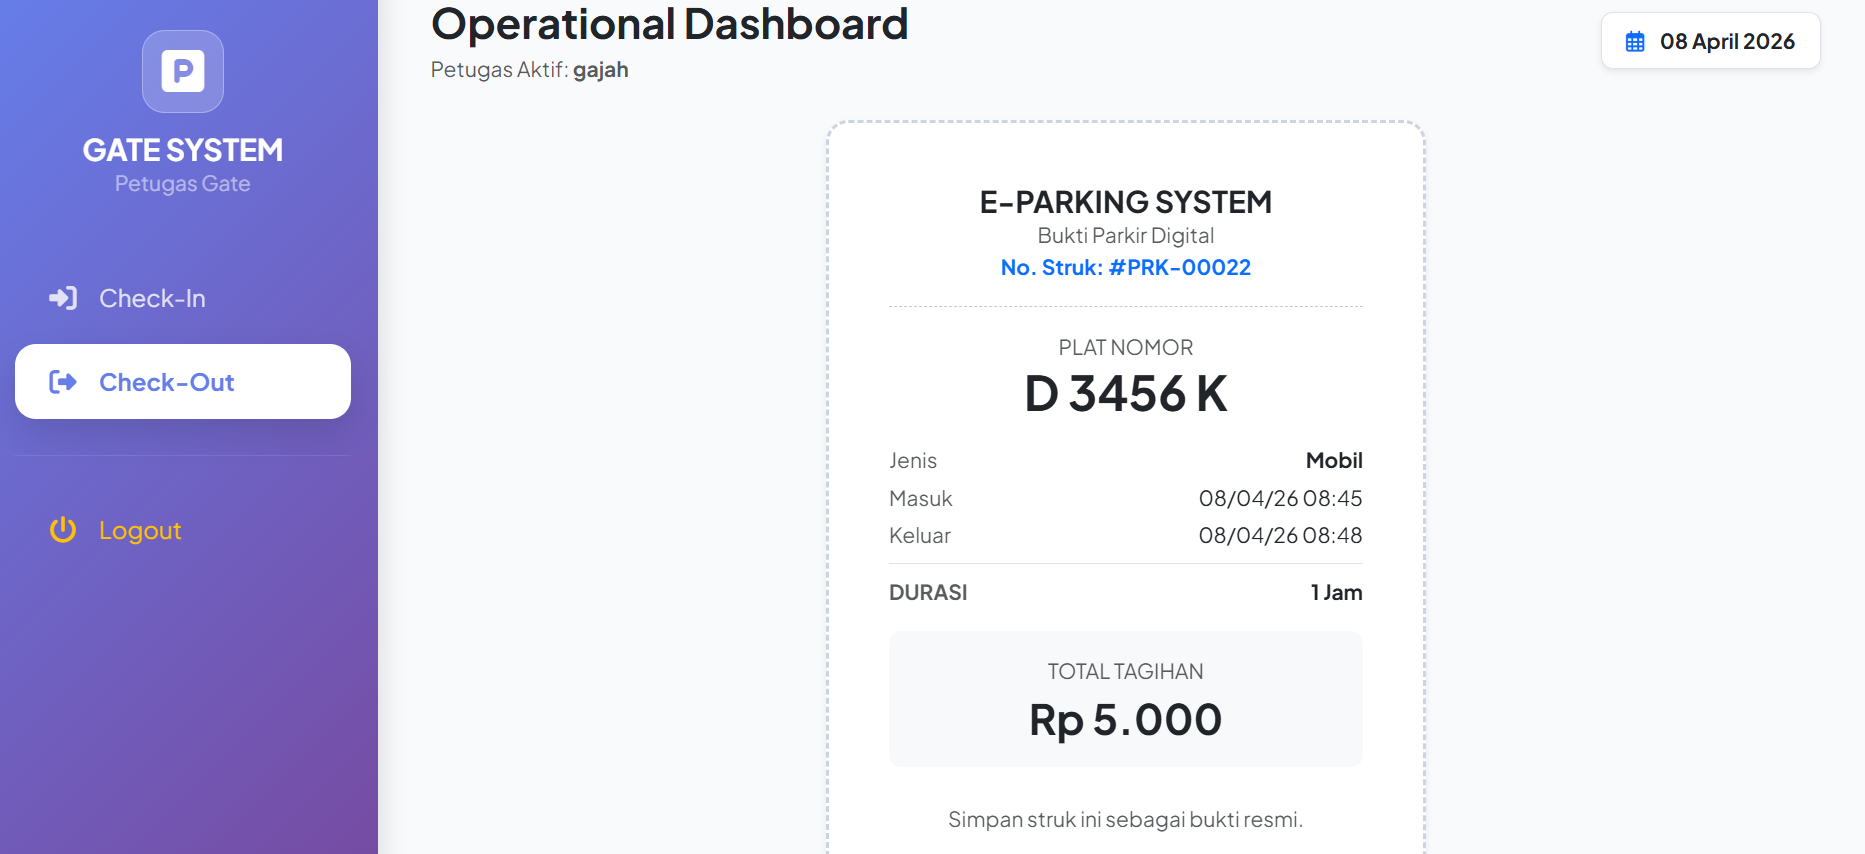 P
GATE SYSTEM
Petugas Gate
Check-In
Check-Out
Logout
Operational Dashboard
Petugas Aktif: gajah
08 April 2026
E-PARKING SYSTEM
Bukti Parkir Digital
No. Struk: #PRK-00022
PLAT NOMOR
D 3456 K
Jenis Mobil
Masuk 08/04/26 08:45
Keluar 08/04/26 08:48
DURASI 1 Jam
TOTAL TAGIHAN
Rp 5.000
Simpan struk ini sebagai bukti resmi.